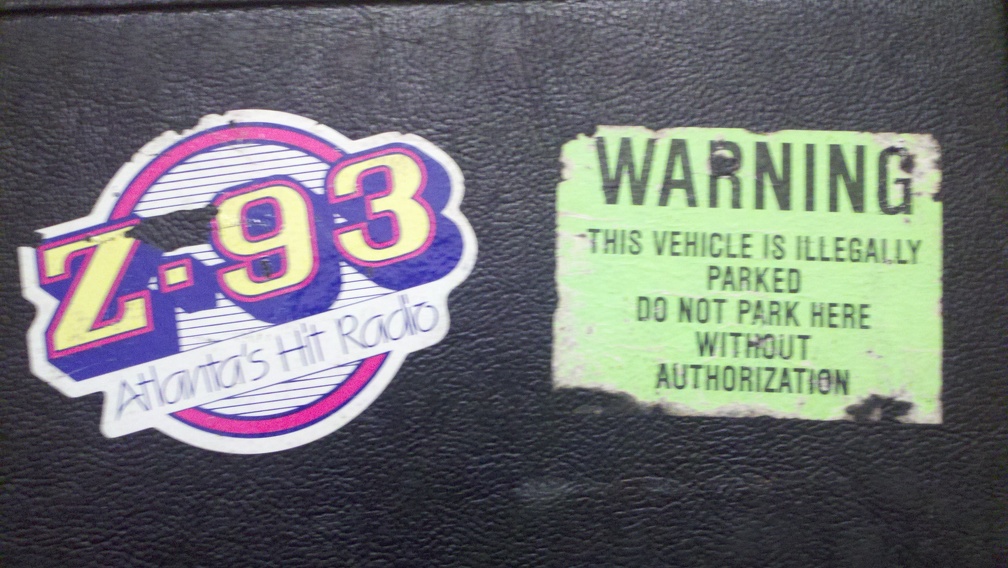 Z·93
Atlanta's Hit Radio
WARNING
THIS VEHICLE IS ILLEGALLY
PARKED
DO NOT PARK HERE
WITHOUT
AUTHORIZATION